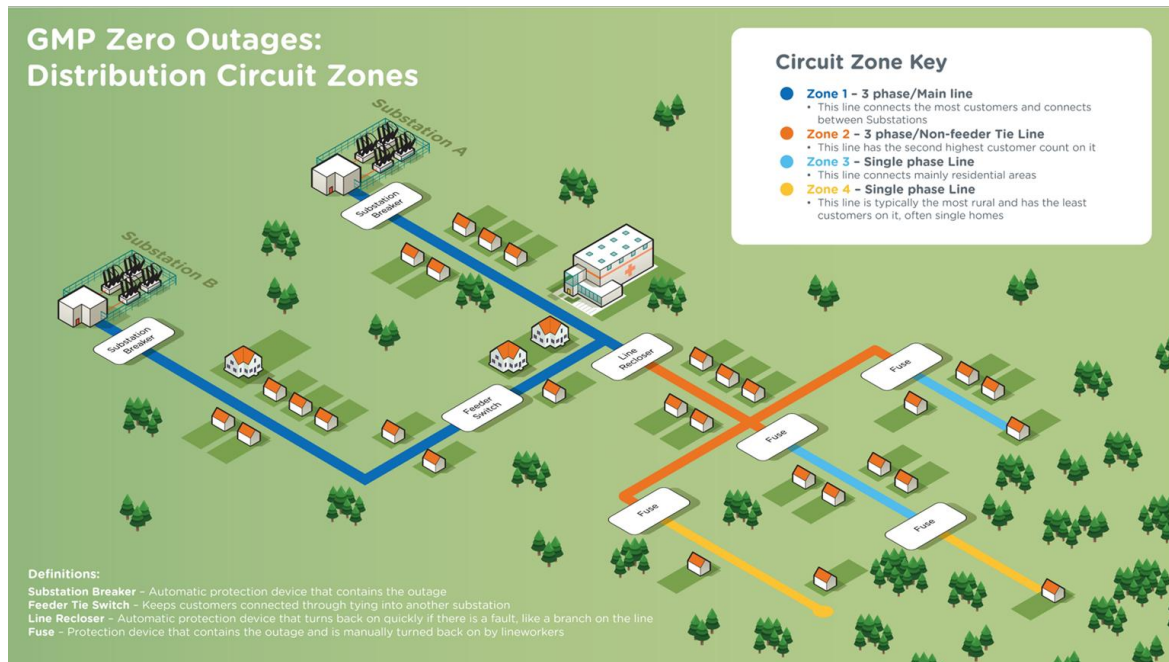 GMP Zero Outages:
Distribution Circuit Zones
Circuit Zone Key
Zone 1 – 3 phase/Main line
• This line connects the most customers and connects
between Substations
Zone 2 – 3 phase/Non-feeder Tie Line
• This line has the second highest customer count on it
Zone 3 – Single phase Line
• This line connects mainly residential areas
Zone 4 – Single phase Line
• This line is typically the most rural and has the least
customers on it, often single homes
Substation A
Substation
Breaker
Substation B
Substation
Breaker
Line
Recloser
Feeder
Switch
Fuse
Fuse
Fuse
Fuse
Definitions:
Substation Breaker – Automatic protection device that contains the outage
Feeder Tie Switch – Keeps customers connected through tying into another substation
Line Recloser – Automatic protection device that turns back on quickly if there is a fault, like a branch on the line
Fuse – Protection device that contains the outage and is manually turned back on by lineworkers